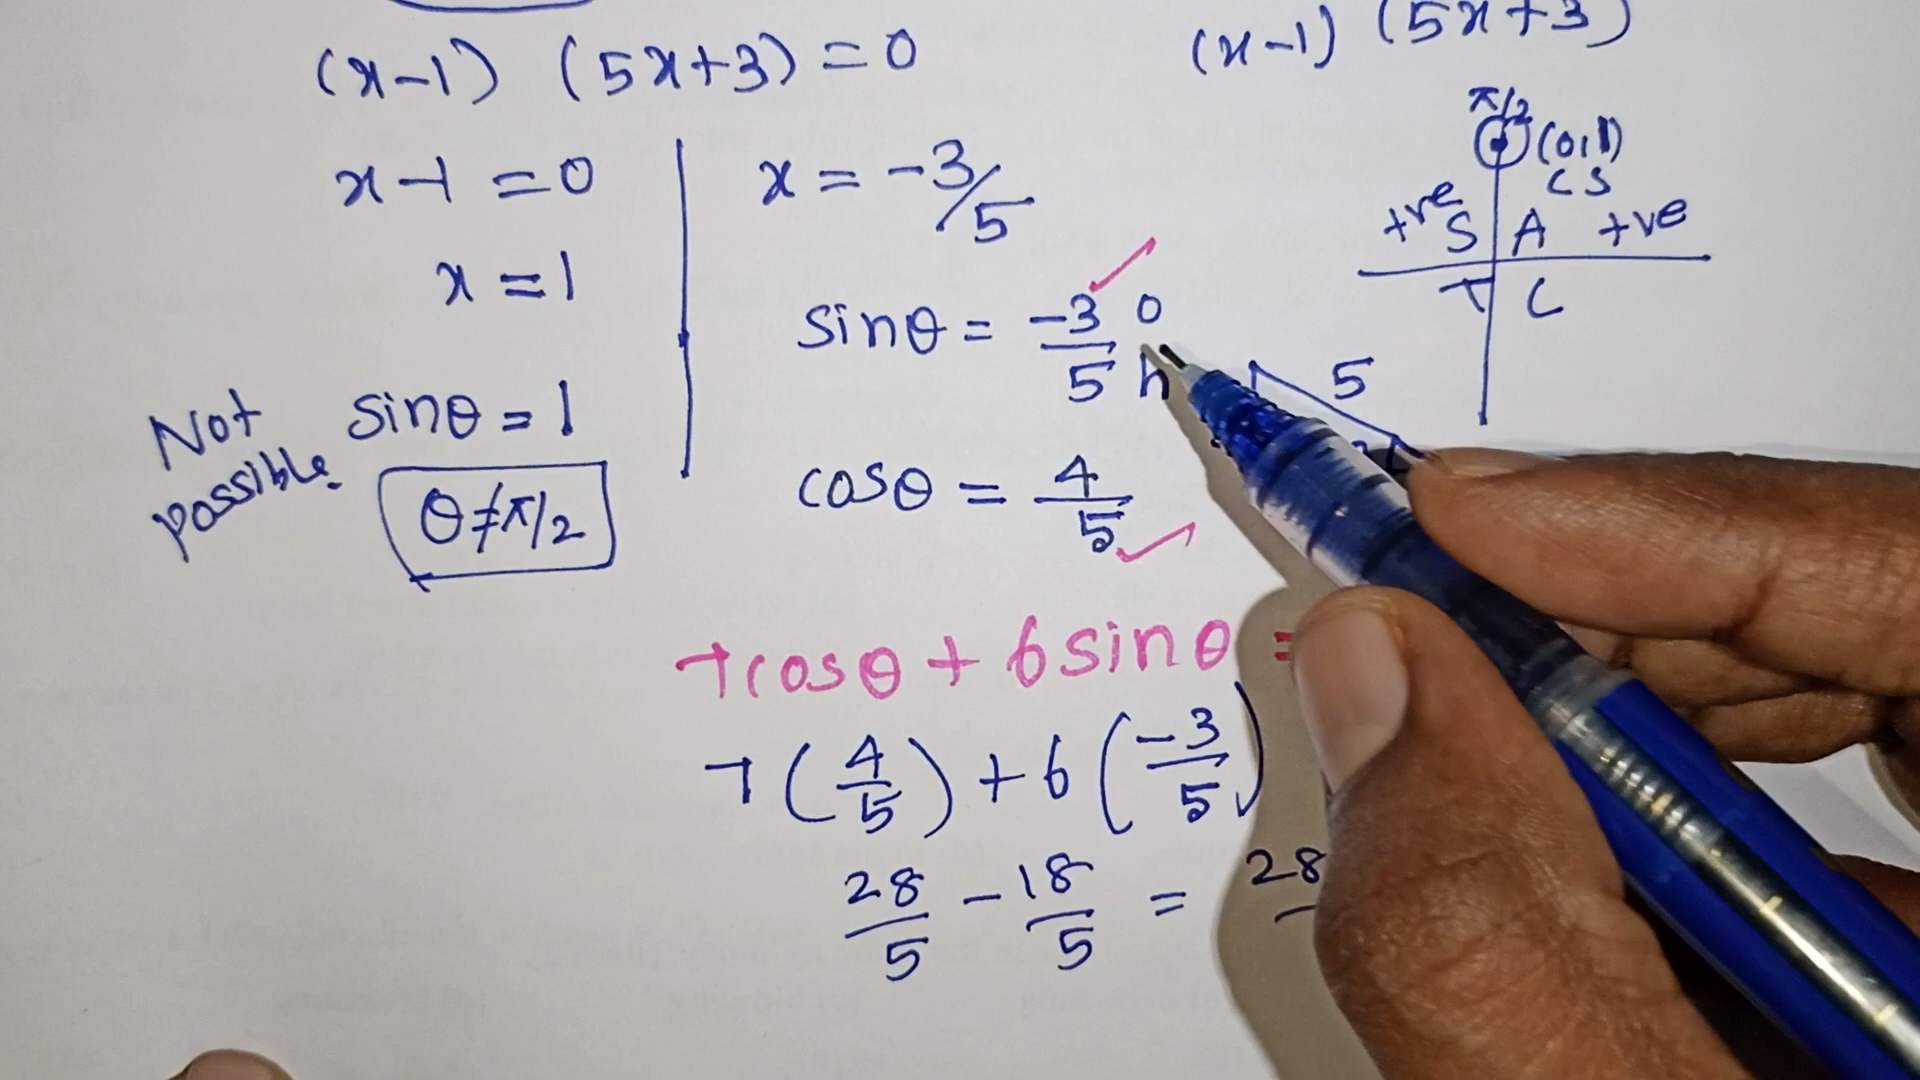 (x-1) (5x+3) = 0
x-1 = 0
x = 1
sinθ = 1
Not possible.
θ ≠ π/2
x = -3/5
sinθ = -3/5 o/h
cosθ = 4/5
7cosθ + 6sinθ =
7(4/5) + 6(-3/5)
28/5 - 18/5 = 28
(x-1) (5x+3)
π/2
(0,1)
C S
+ve S A +ve
T C
5